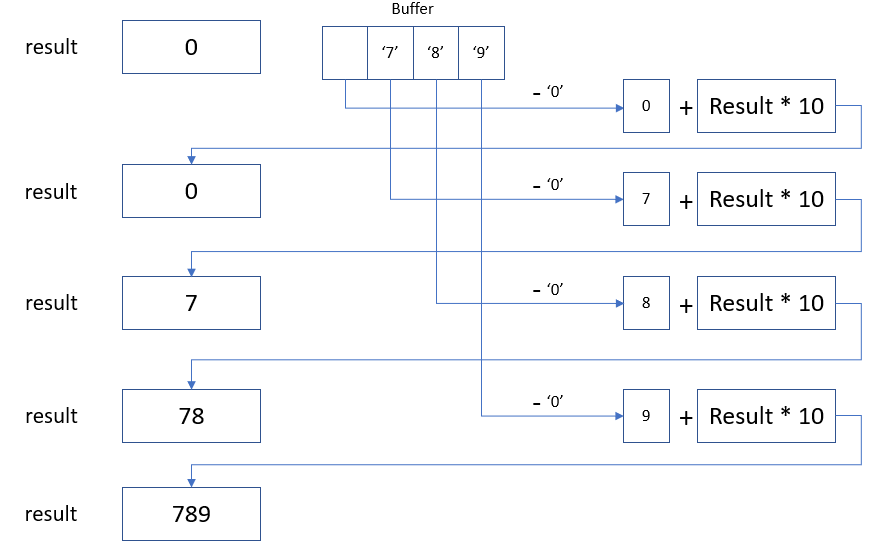 Buffer
result 0 ‘7’ ‘8’ ‘9’
- ‘0’ 0 + Result * 10
result 0 - ‘0’ 7 + Result * 10
result 7 - ‘0’ 8 + Result * 10
result 78 - ‘0’ 9 + Result * 10
result 789